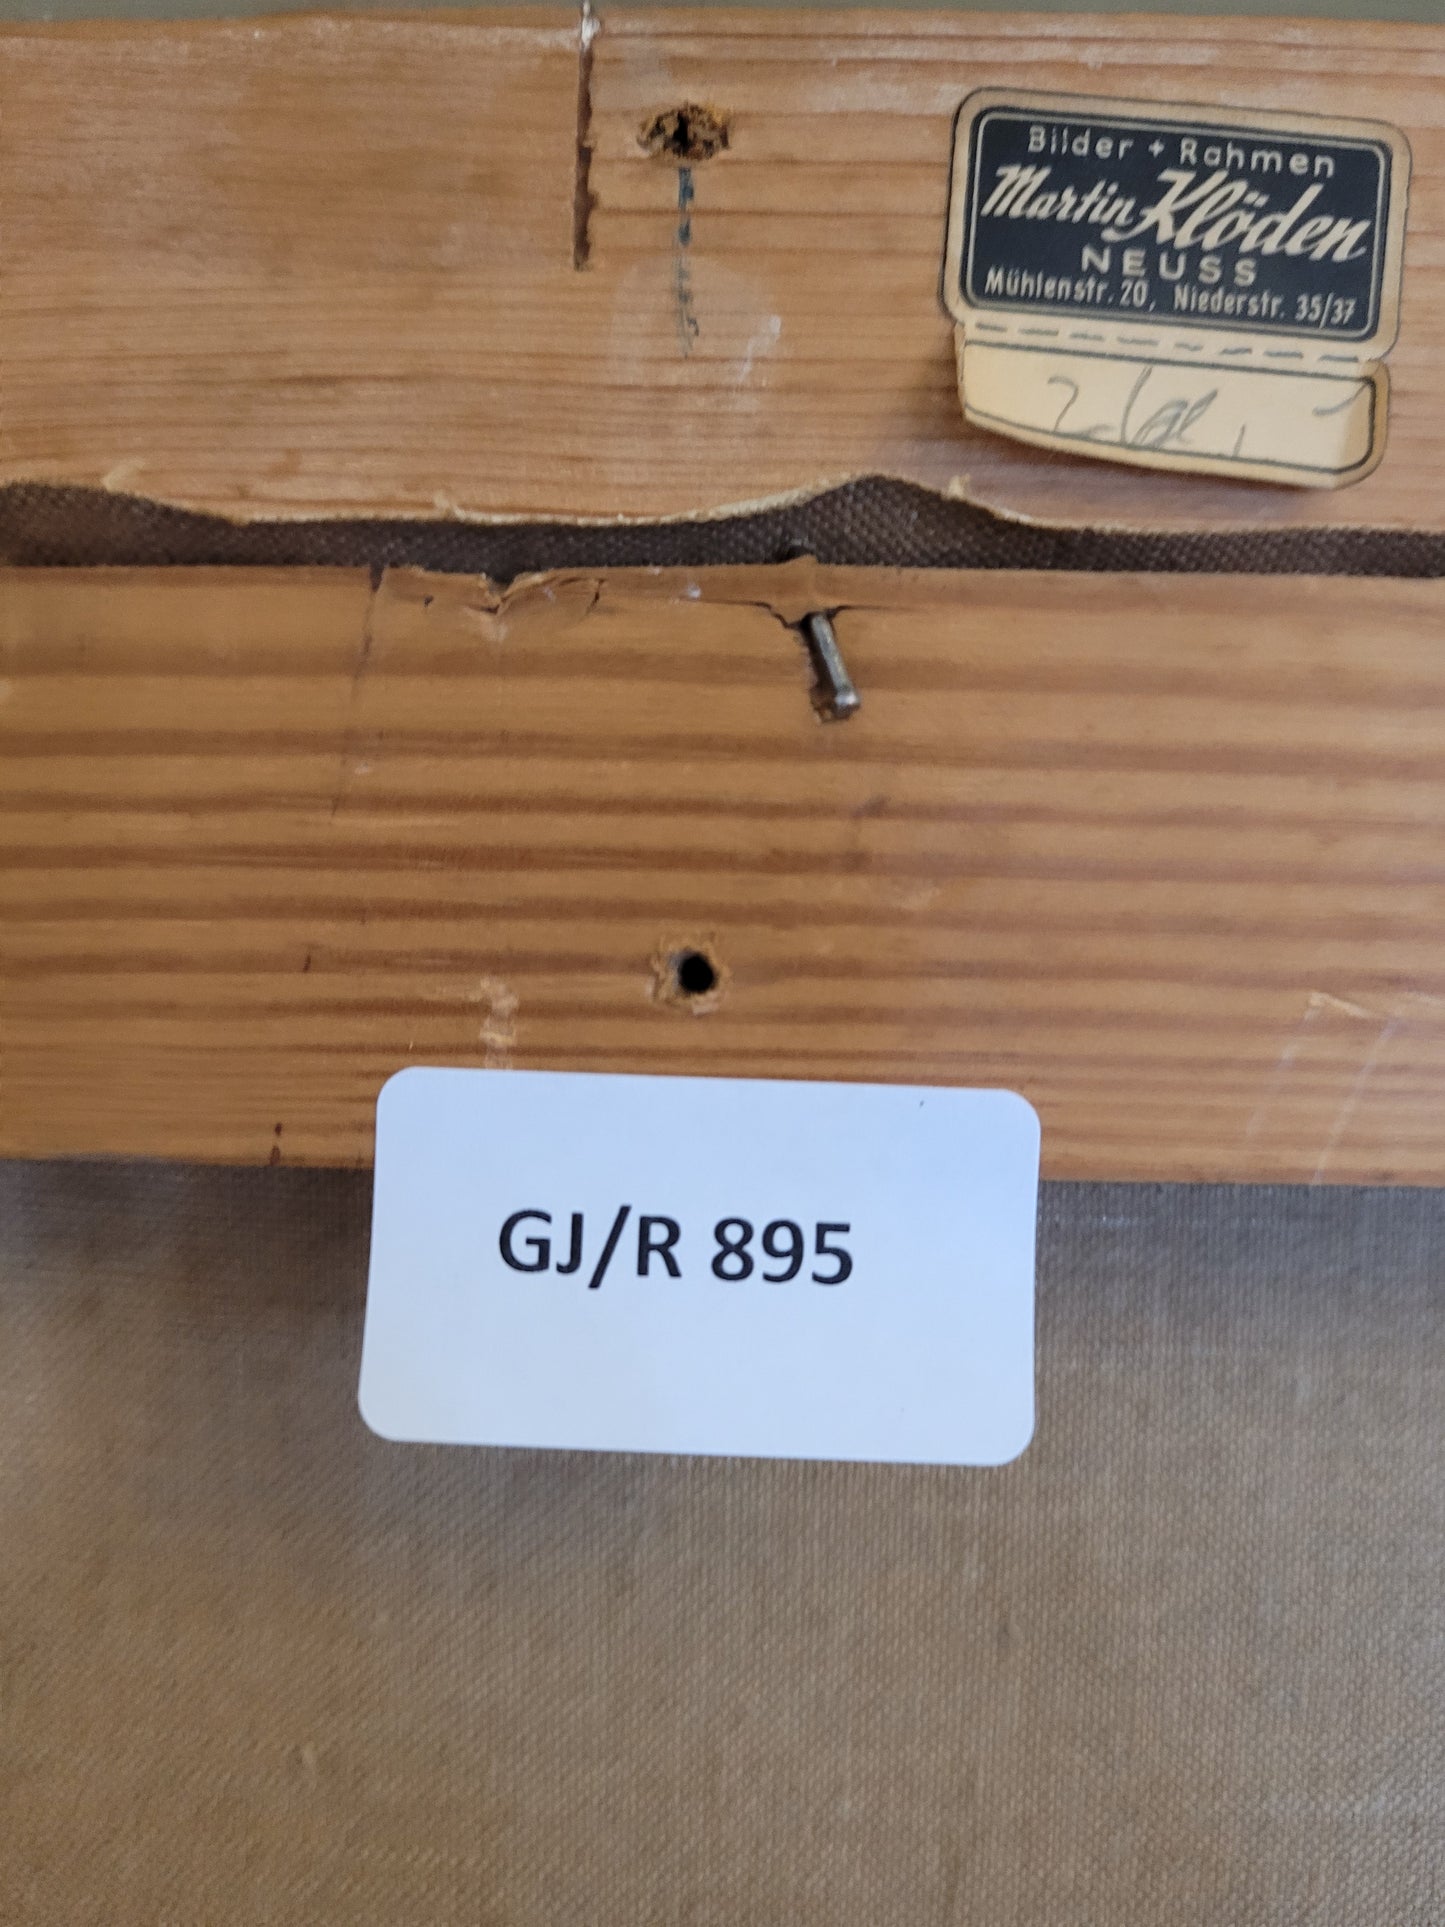 Bilder + Rahmen
Martin Klöden
NEUSS
Mühlenstr. 20, Niederstr. 35/37
GJ/R 895